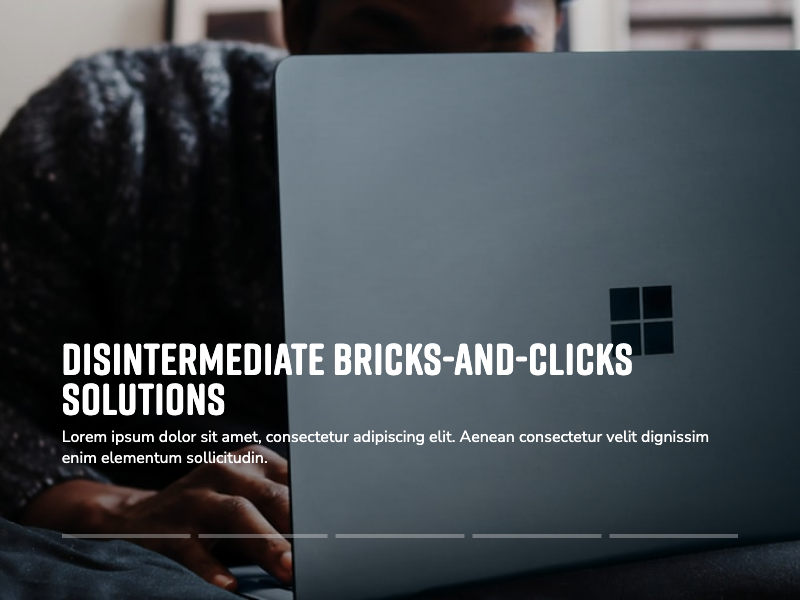 DISINTERMEDIATE BRICKS-AND-CLICKS
SOLUTIONS
Lorem ipsum dolor sit amet, consectetur adipiscing elit. Aenean consectetur velit dignissim
enim elementum sollicitudin.